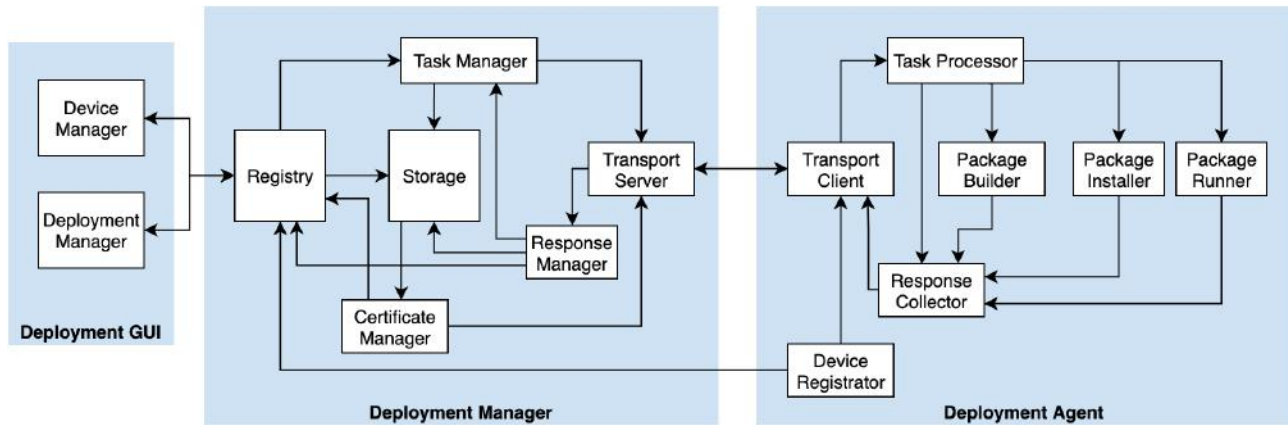 Device
Manager
Deployment
Manager
Deployment GUI
Task Manager
Registry
Storage
Transport
Server
Response
Manager
Certificate
Manager
Deployment Manager
Task Processor
Transport
Client
Package
Builder
Package
Installer
Package
Runner
Response
Collector
Device
Registrator
Deployment Agent